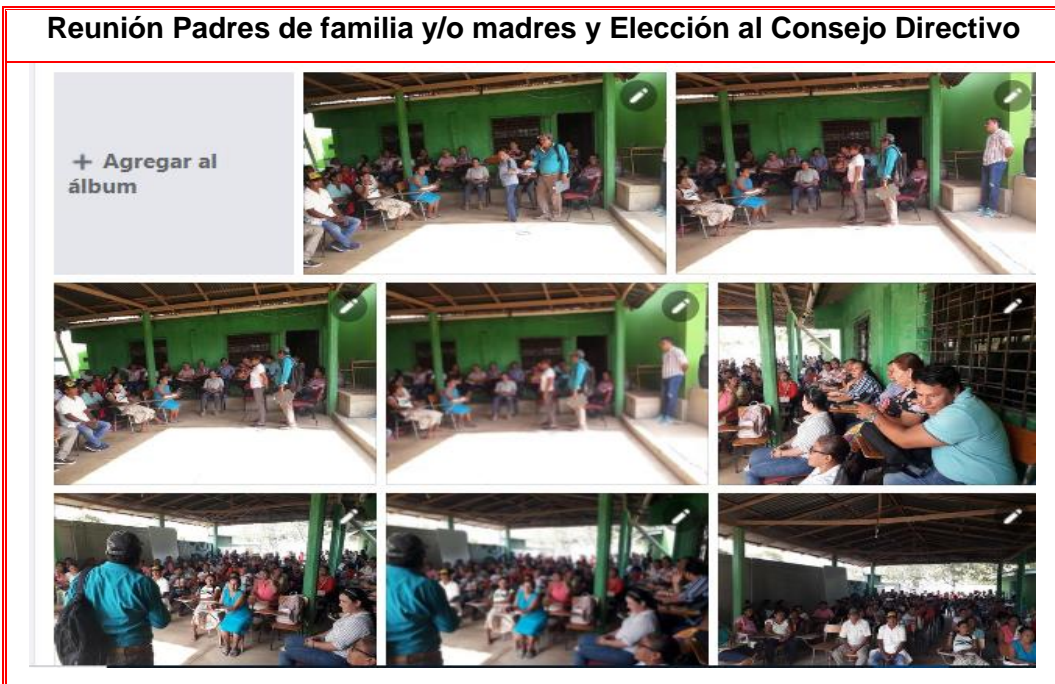 Reunión Padres de familia y/o madres y Elección al Consejo Directivo
+ Agregar al
álbum